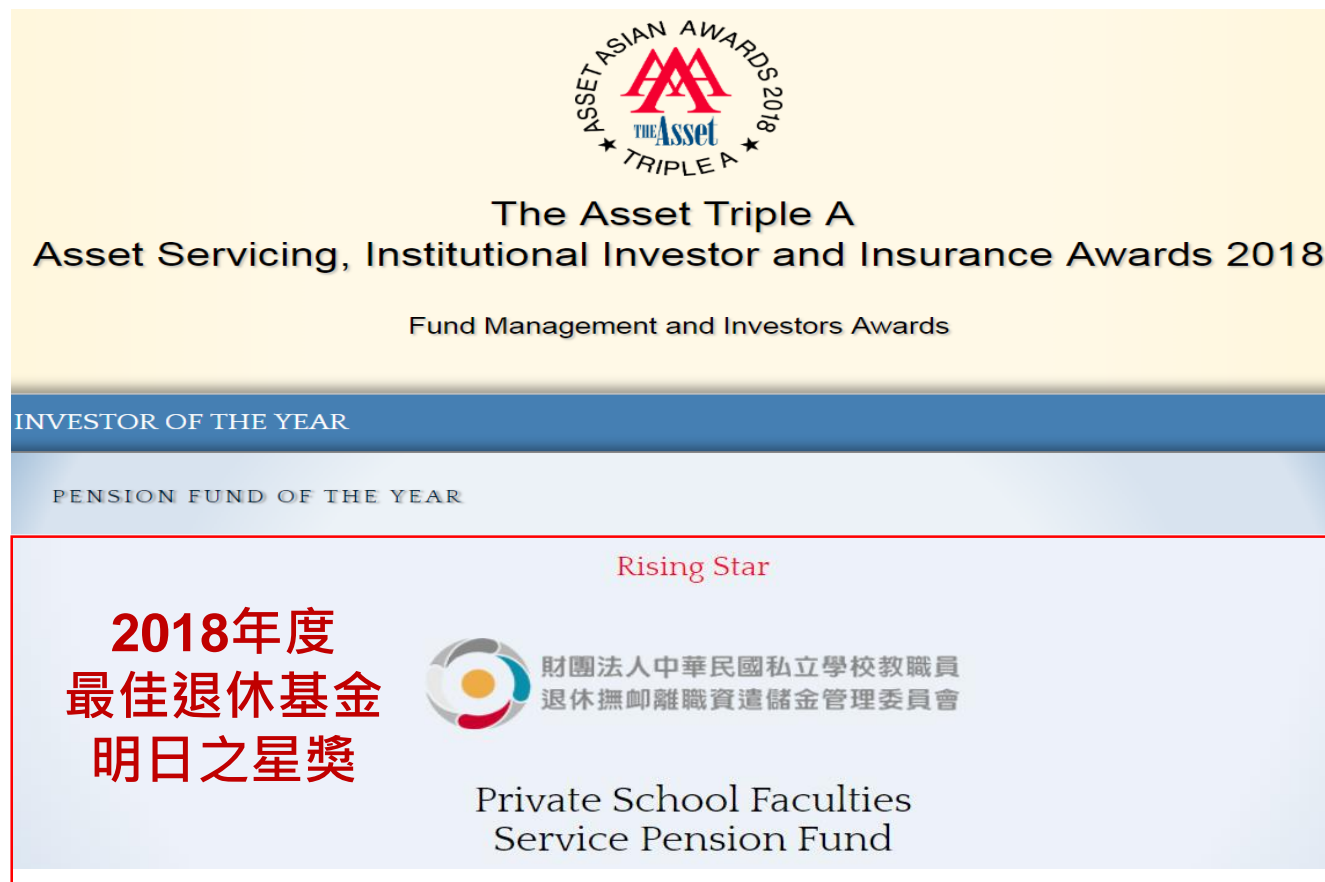 ASSET ASIAN AWARDS 2018
AAA
THE Asset
★ TRIPLE A ★
The Asset Triple A
Asset Servicing, Institutional Investor and Insurance Awards 2018
Fund Management and Investors Awards
INVESTOR OF THE YEAR
PENSION FUND OF THE YEAR
Rising Star
2018年度
最佳退休基金
明日之星獎
財團法人中華民國私立學校教職員
退休撫卹離職資遣儲金管理委員會
Private School Faculties
Service Pension Fund